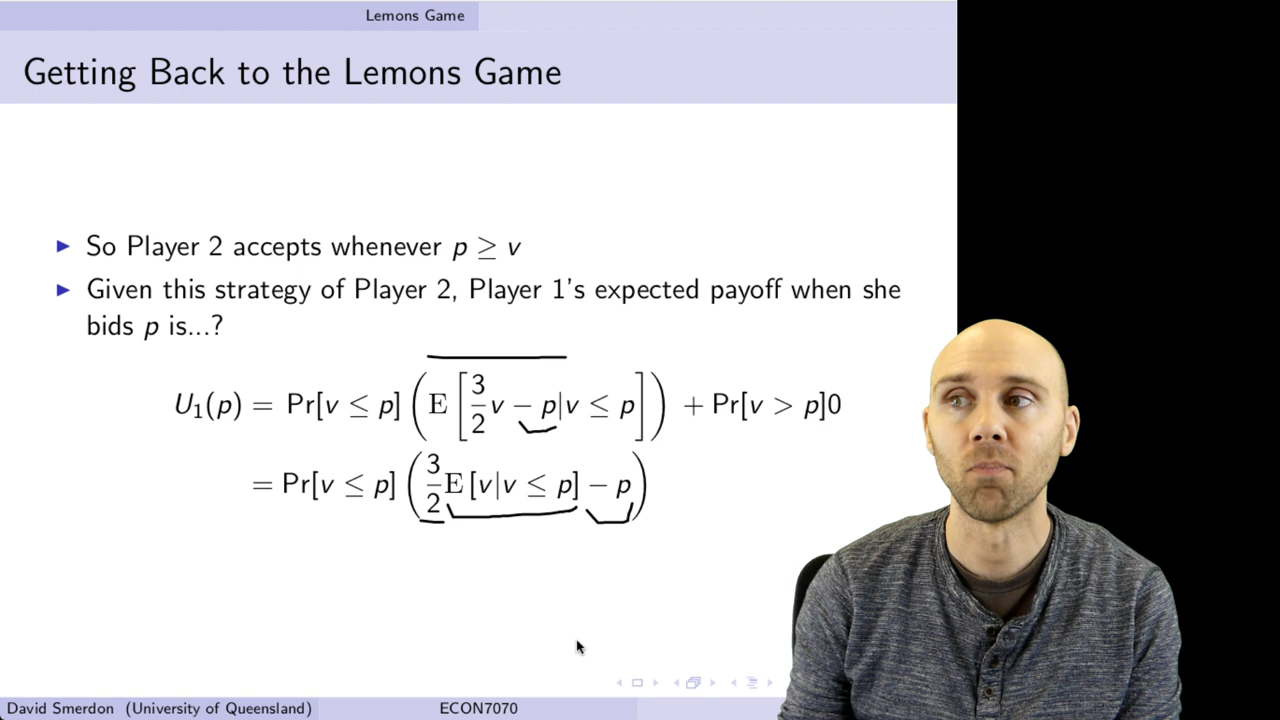 Lemons Game
Getting Back to the Lemons Game
▶ So Player 2 accepts whenever p ≥ v
▶ Given this strategy of Player 2, Player 1's expected payoff when she
bids p is...?
U₁(p) = Pr[v ≤ p] (E [3/2 v − p|v ≤ p]) + Pr[v > p]0
= Pr[v ≤ p] (3/2 E [v|v ≤ p] − p)
David Smerdon (University of Queensland) ECON7070